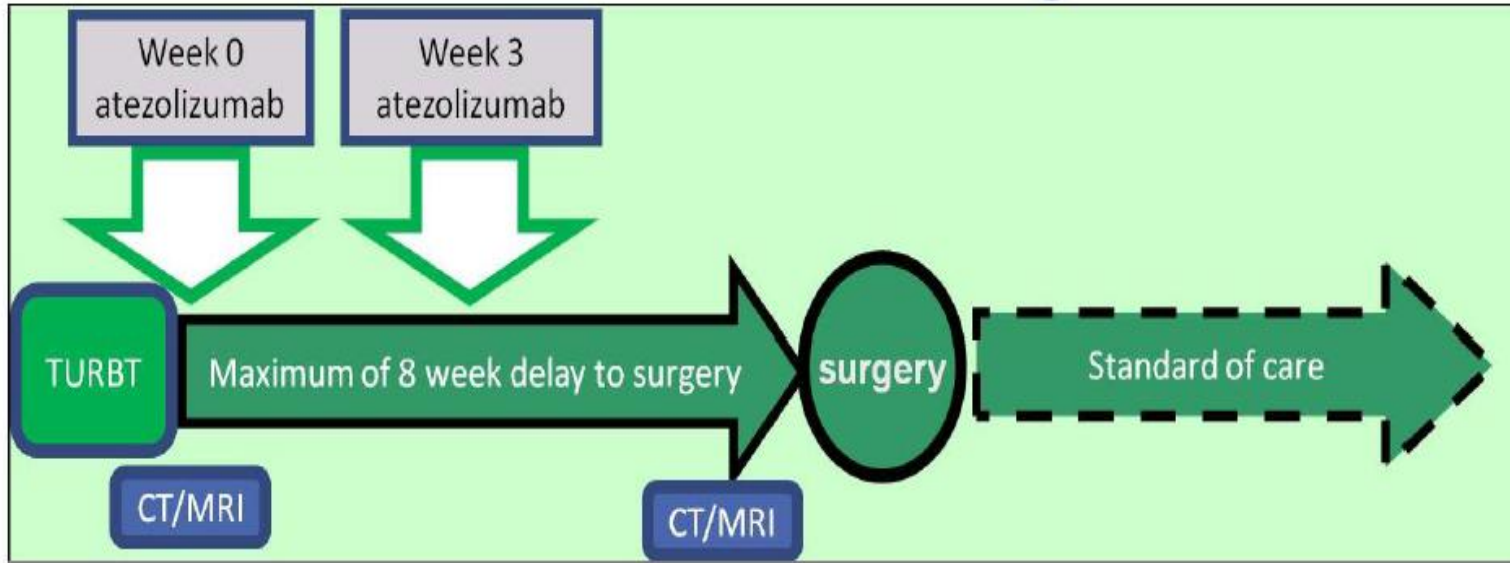 Week 0
atezolizumab
Week 3
atezolizumab
TURBT
Maximum of 8 week delay to surgery
surgery
Standard of care
CT/MRI
CT/MRI